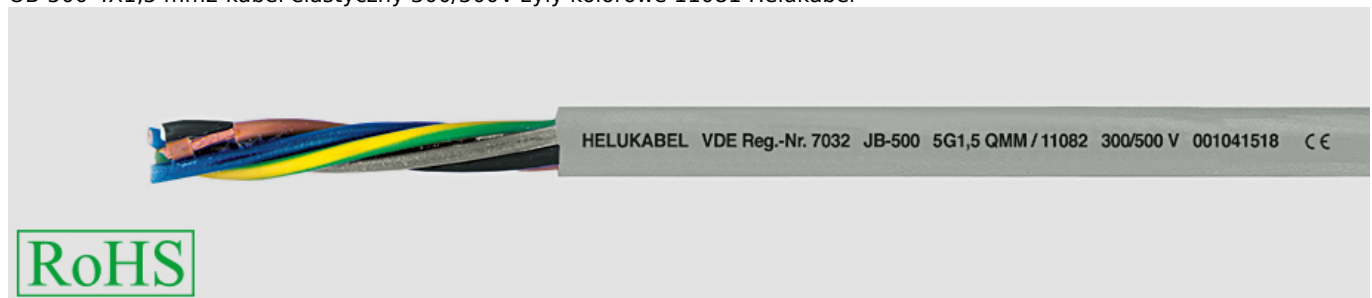 HELUKABEL VDE Reg.-Nr. 7032 JB-500 5G1,5 QMM / 11082 300/500 V 001041518 CE
RoHS